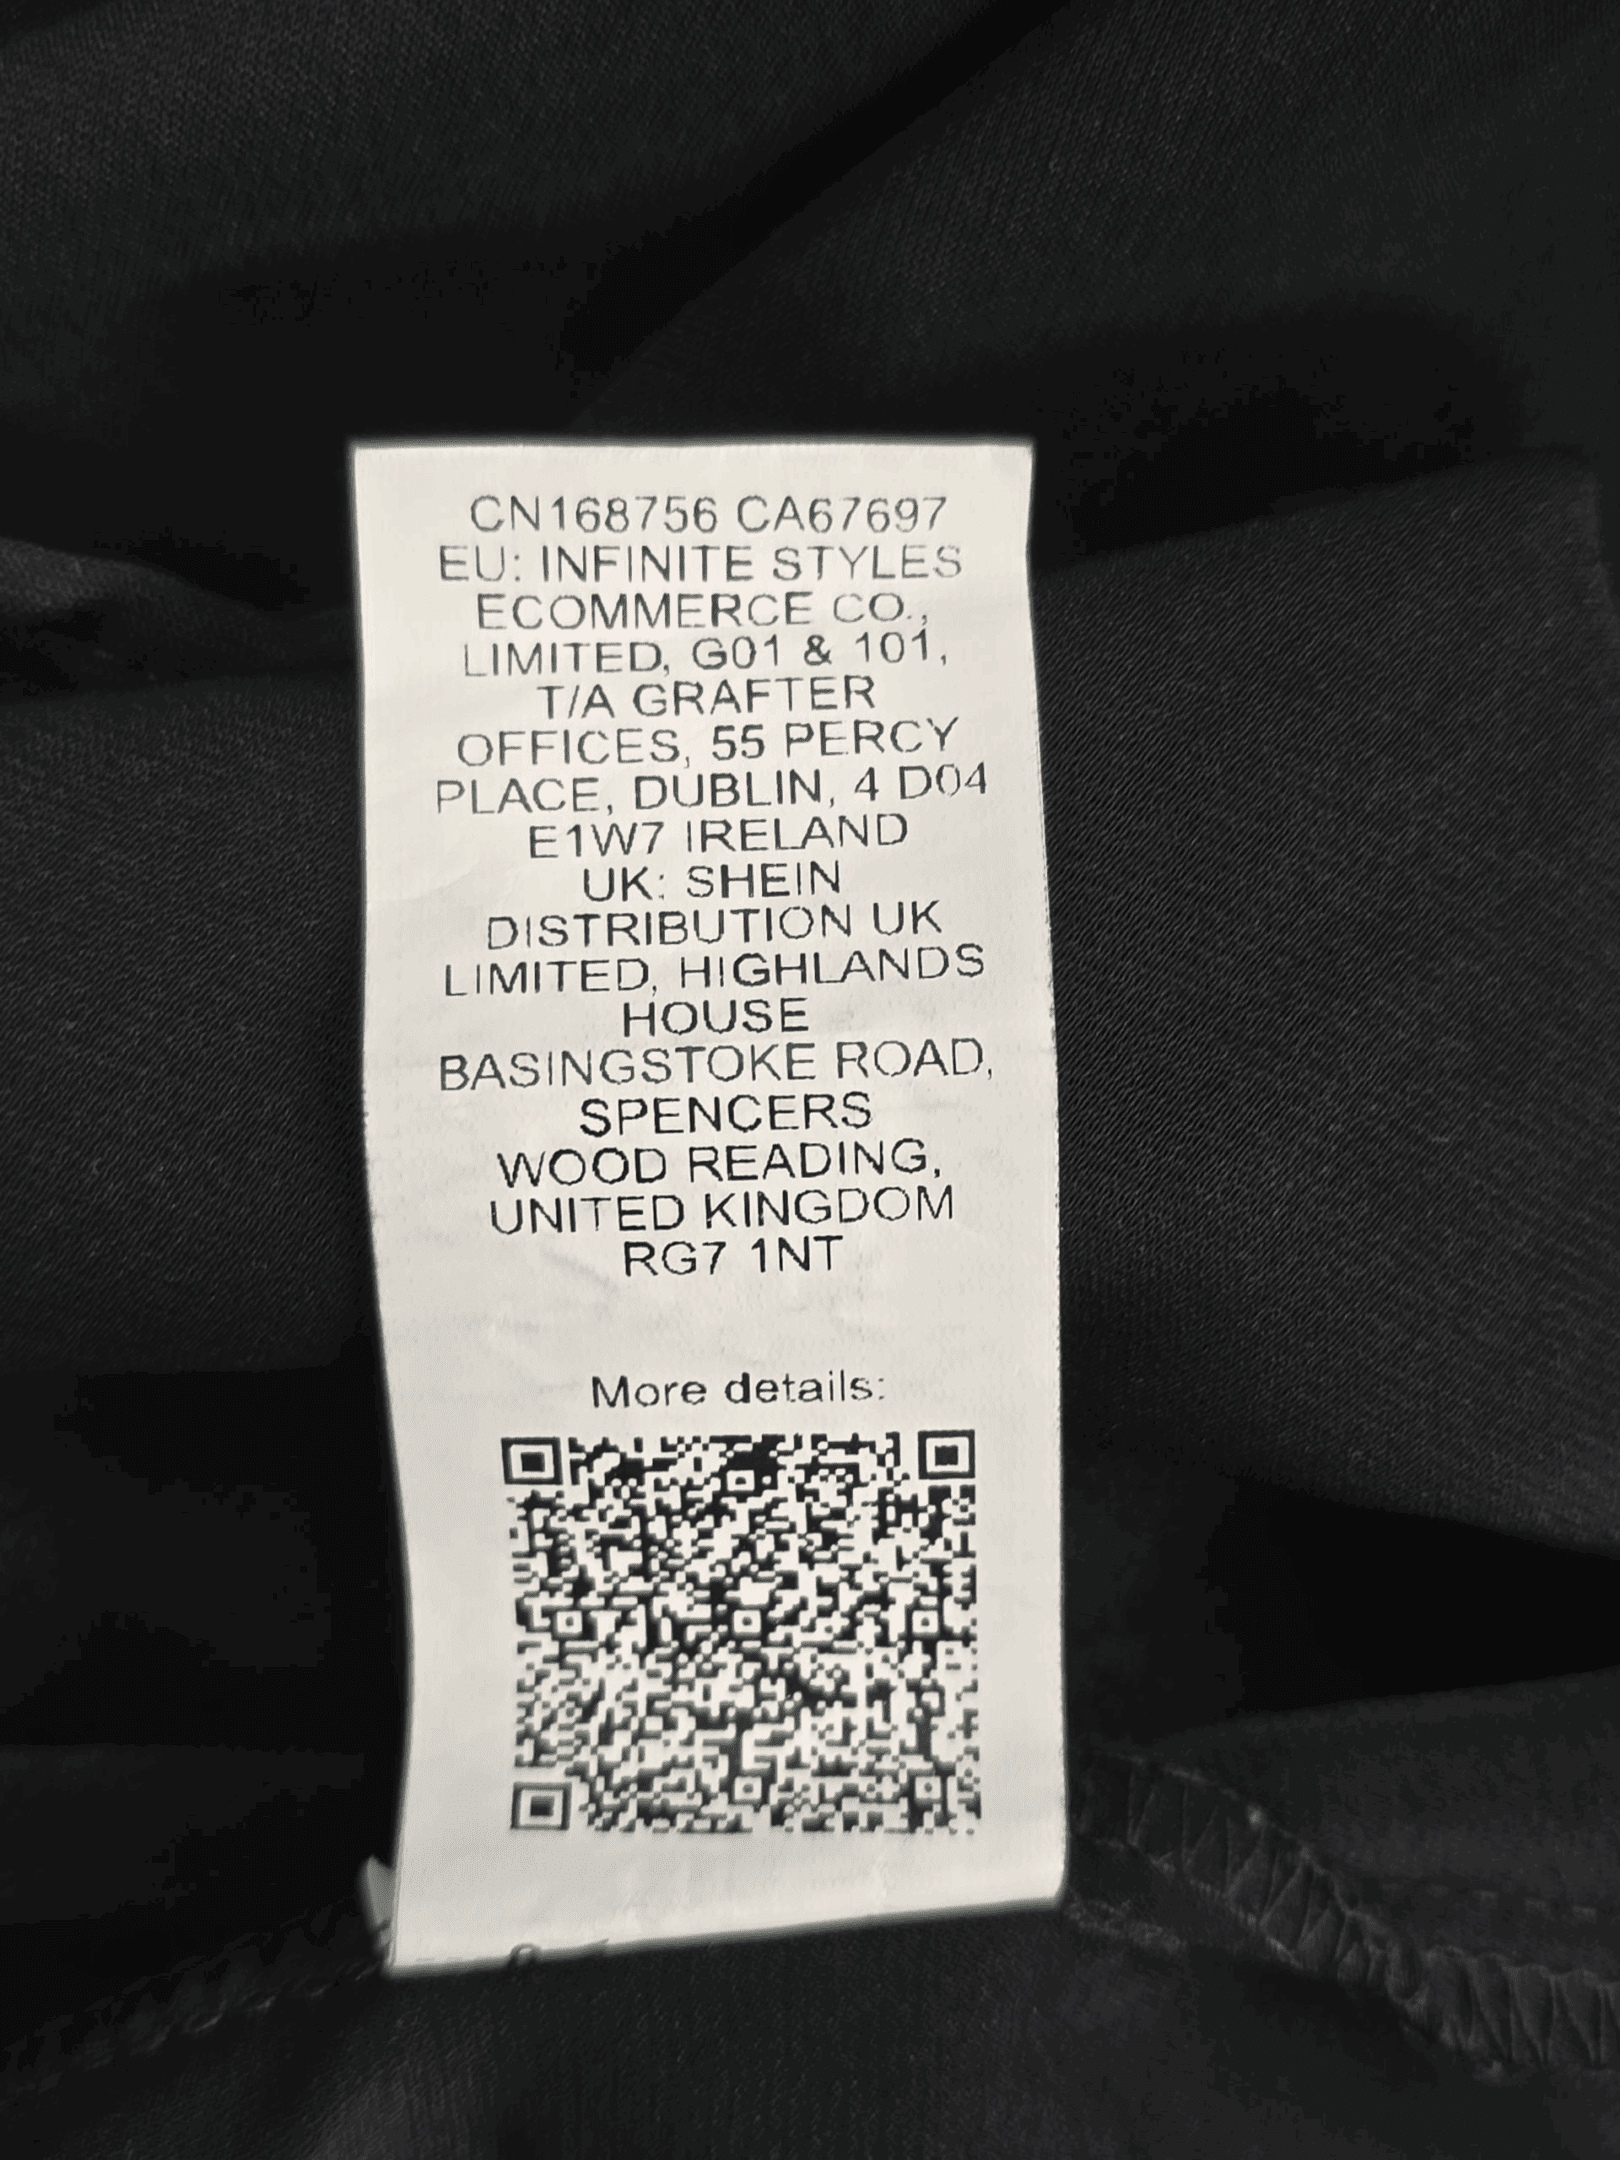 CN168756 CA67697
EU: INFINITE STYLES
ECOMMERCE CO.,
LIMITED, G01 & 101,
T/A GRAFTER
OFFICES, 55 PERCY
PLACE, DUBLIN, 4 D04
E1W7 IRELAND
UK: SHEIN
DISTRIBUTION UK
LIMITED, HIGHLANDS
HOUSE
BASINGSTOKE ROAD,
SPENCERS
WOOD READING,
UNITED KINGDOM
RG7 1NT
More details: